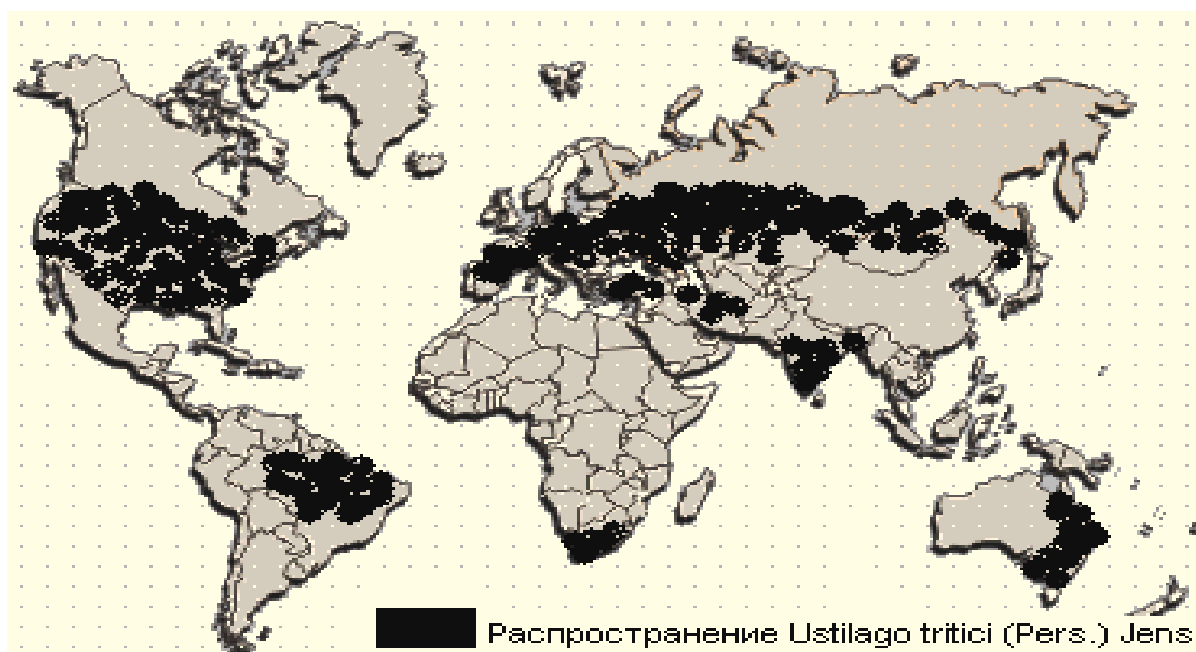 Распространение Ustilago tritici (Pers.) Jens